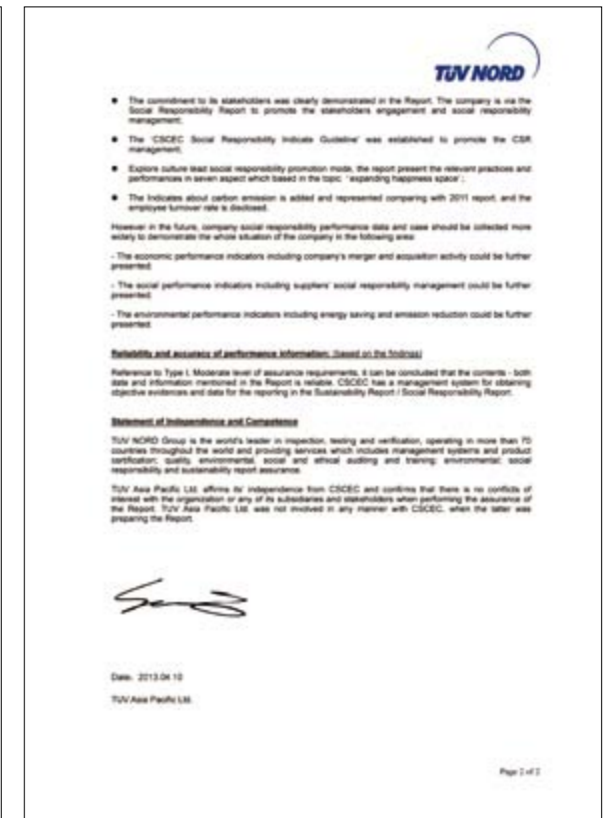 TÜV NORD
● The commitment to its stakeholders was clearly demonstrated in the Report. The company is via the
Social Responsibility Report to promote the stakeholders engagement and social responsibility
management;
● The 'CSCEC Social Responsibility Indicate Guideline' was established to promote the CSR
management;
● Explore culture lead social responsibility promotion mode, the report present the relevant practices and
performances in seven aspect which based in the topic 'expanding happiness space';
● The Indicates about carbon emission is added and represented comparing with 2011 report, and the
employee turnover rate is disclosed.
However in the future, company social responsibility performance data and case should be collected more
widely to demonstrate the whole situation of the company in the following area:
- The economic performance indicators including company's merger and acquisition activity could be further
presented.
- The social performance indicators including suppliers' social responsibility management could be further
presented.
- The environmental performance indicators including energy saving and emission reduction could be further
presented.
Reliability and accuracy of performance information: (based on the findings)
Reference to Type I, Moderate level of assurance requirements, it can be concluded that the contents - both
data and information mentioned in the Report is reliable. CSCEC has a management system for obtaining
objective evidences and data for the reporting in the Sustainability Report / Social Responsibility Report.
Statement of Independence and Competence
TÜV NORD Group is the world's leader in inspection, testing and verification, operating in more than 70
countries throughout the world and providing services which includes management systems and product
certification; quality, environmental, social and ethical auditing and training; environmental; social
responsibility and sustainability report assurance.
TÜV Asia Pacific Ltd. affirms its' independence from CSCEC and confirms that there is no conflicts of
interest with the organization or any of its subsidiaries and stakeholders when performing the assurance of
the Report. TÜV Asia Pacific Ltd. was not involved in any manner with CSCEC, when the latter was
preparing the Report.
Date: 2013.04.10
TÜV Asia Pacific Ltd.
Page 2 of 2